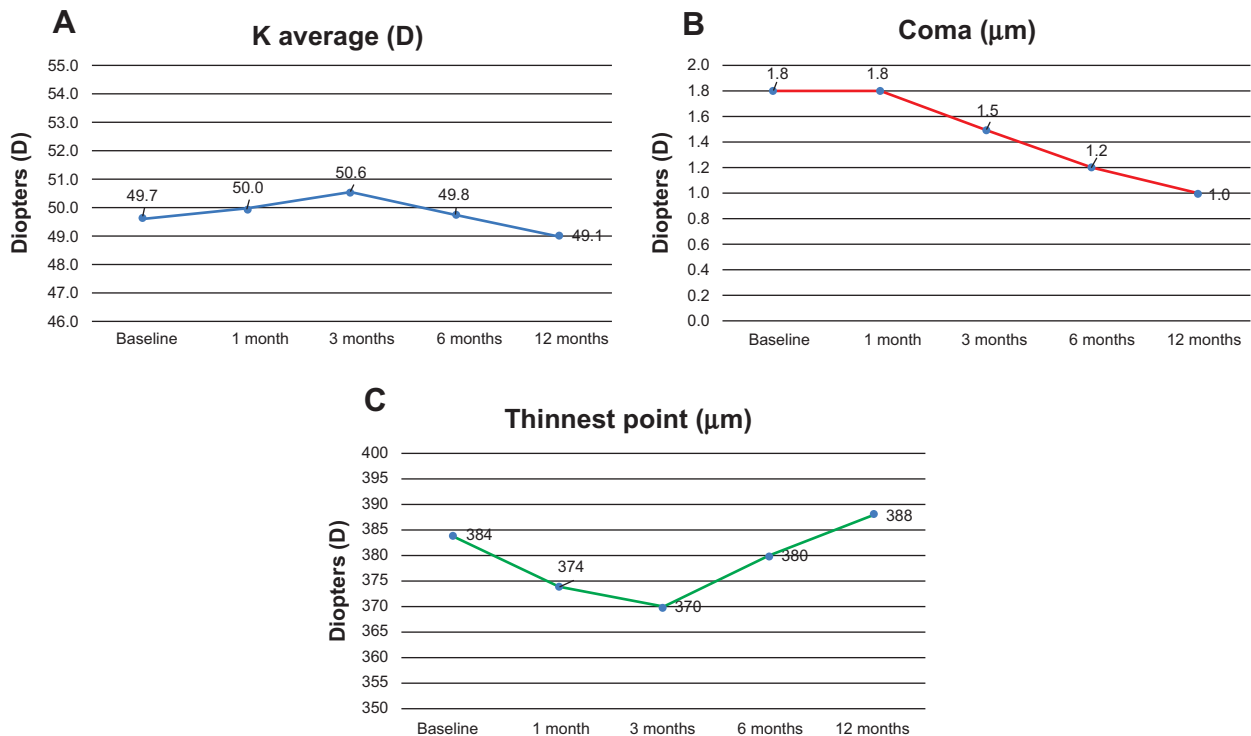 A
K average (D)
Diopters (D)
55.0
54.0
53.0
52.0
51.0
50.0
49.0
48.0
47.0
46.0
49.7
50.0
50.6
49.8
49.1
Baseline
1 month
3 months
6 months
12 months
B
Coma (μm)
Diopters (D)
2.0
1.8
1.6
1.4
1.2
1.0
0.8
0.6
0.4
0.2
0.0
1.8
1.8
1.5
1.2
1.0
Baseline
1 month
3 months
6 months
12 months
C
Thinnest point (μm)
Diopters (D)
400
395
390
385
380
375
370
365
360
355
350
384
374
370
380
388
Baseline
1 month
3 months
6 months
12 months